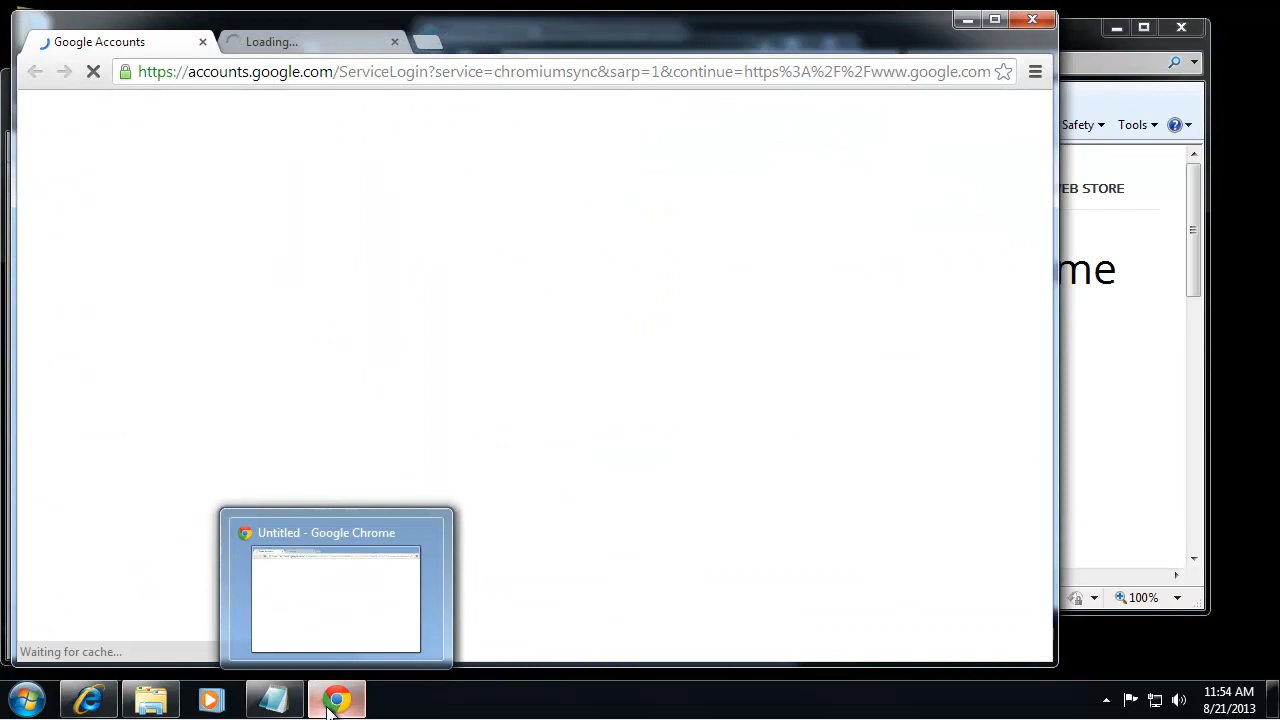 Google Accounts
Loading...
https://accounts.google.com/ServiceLogin?service=chromiumsync&sarp=1&continue=https%3A%2F%2Fwww.google.com
Safety
Tools
EB STORE
me
Untitled - Google Chrome
100%
Waiting for cache...
11:54 AM
8/21/2013